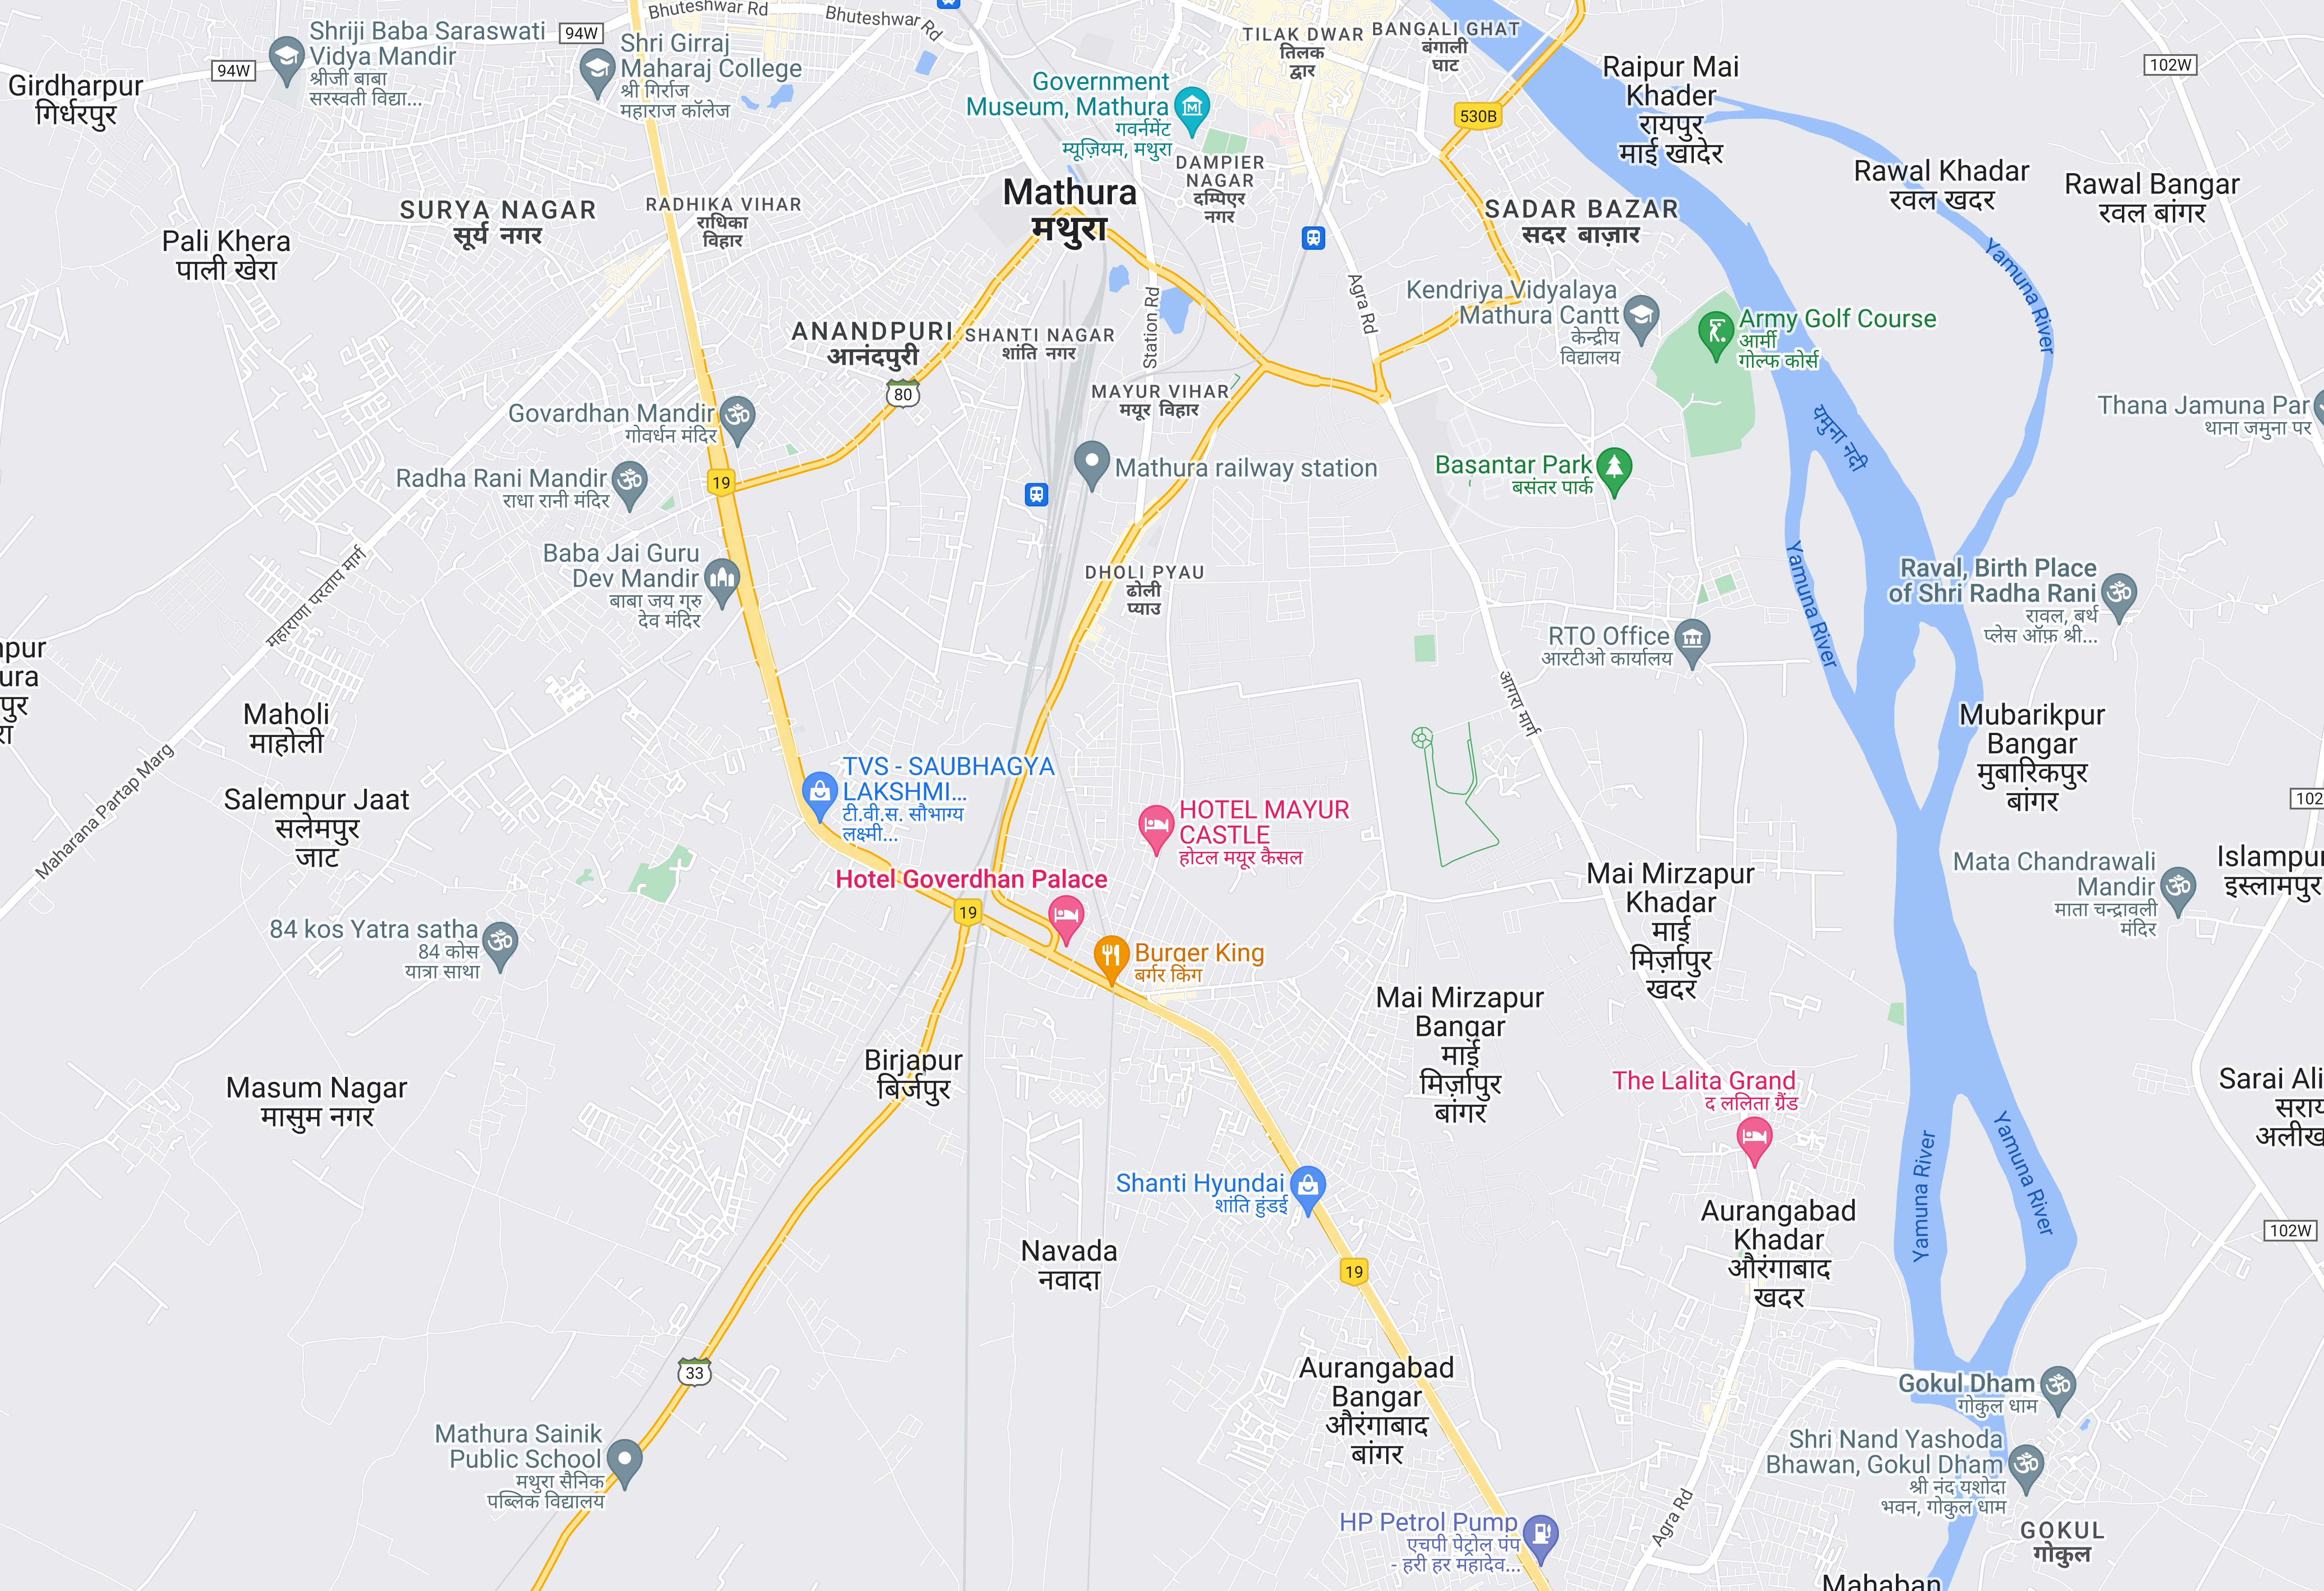 Bhuteshwar Rd
Bhuteshwar Rd
Shriji Baba Saraswati
Vidya Mandir
श्रीजी बाबा
सरस्वती विद्या...
94W
94W
Shri Girraj
Maharaj College
श्री गिर्राज
महाराज कॉलेज
Girdharpur
गिर्धरपुर
TILAK DWAR
तिलक
द्वार
BANGALI GHAT
बंगाली
घाट
Government
Museum, Mathura
गवर्नमेंट
म्यूज़ियम, मथुरा
530B
Raipur Mai
Khader
रायपुर
माई खादेर
102W
Rawal Khadar
रवल खदर
Rawal Bangar
रवल बांगर
DAMPIER
NAGAR
दम्पिएर
नगर
Mathura
मथुरा
SURYA NAGAR
सूर्य नगर
RADHIKA VIHAR
राधिका
विहार
Pali Khera
पाली खेरा
SADAR BAZAR
सदर बाज़ार
Yamuna River
Kendriya Vidyalaya
Mathura Cantt
केन्द्रीय
विद्यालय
Army Golf Course
आर्मी
गोल्फ कोर्स
Agra Rd
Station Rd
ANANDPURI
आनंदपुरी
SHANTI NAGAR
शांति नगर
80
MAYUR VIHAR
मयूर विहार
Govardhan Mandir
गोवर्धन मंदिर
Thana Jamuna Par
थाना जमुना पर
यमुना नदी
Radha Rani Mandir
राधा रानी मंदिर
19
Mathura railway station
Basantar Park
बसंतर पार्क
Baba Jai Guru
Dev Mandir
बाबा जय गुरु
देव मंदिर
DHOLI PYAU
ढोली
प्याउ
महाराणा परताप मार्ग
Yamuna River
Raval, Birth Place
of Shri Radha Rani
रावल, बर्थ
प्लेस ऑफ़ श्री...
RTO Office
आरटीओ कार्यालय
आगरा मार्ग
Maholi
माहोली
Mubarikpur
Bangar
मुबारिकपुर
बांगर
Maharana Partap Marg
Salempur Jaat
सलेमपुर
जाट
TVS - SAUBHAGYA
LAKSHMI...
टी.वी.स. सौभाग्य
लक्ष्मी...
HOTEL MAYUR
CASTLE
होटल मयूर कैसल
102
Hotel Goverdhan Palace
19
Mai Mirzapur
Khadar
माई
मिर्ज़ापुर
खदर
Mata Chandrawali
Mandir
माता चन्द्रावली
मंदिर
Islampur
इस्लामपुर
84 kos Yatra satha
84 कोस
यात्रा साथा
Burger King
बर्गर किंग
Mai Mirzapur
Bangar
माई
मिर्ज़ापुर
बांगर
Birjapur
बिर्जपुर
Masum Nagar
मासुम नगर
The Lalita Grand
द ललिता ग्रैंड
Sarai Ali
सराय
अलीख
Yamuna River
Yamuna River
Shanti Hyundai
शांति हुंडई
Aurangabad
Khadar
औरंगाबाद
खदर
102W
Navada
नवादा
19
33
Aurangabad
Bangar
औरंगाबाद
बांगर
Gokul Dham
गोकुल धाम
Mathura Sainik
Public School
मथुरा सैनिक
पब्लिक विद्यालय
Shri Nand Yashoda
Bhawan, Gokul Dham
श्री नंद यशोदा
भवन, गोकुल धाम
Agra Rd
HP Petrol Pump
एचपी पेट्रोल पंप
- हरी हर महादेव...
GOKUL
गोकुल
Mahaban